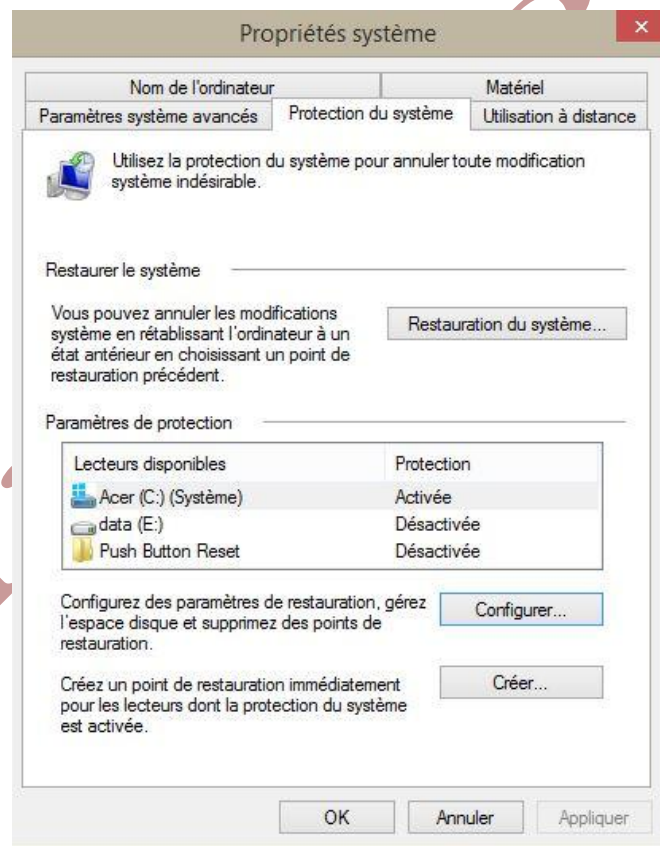 Propriétés système
Nom de l'ordinateur
Matériel
Paramètres système avancés
Protection du système
Utilisation à distance
Utilisez la protection du système pour annuler toute modification
système indésirable.
Restaurer le système
Vous pouvez annuler les modifications
système en rétablissant l'ordinateur à un
état antérieur en choisissant un point de
restauration précédent.
Restauration du système...
Paramètres de protection
Lecteurs disponibles
Protection
Acer (C:) (Système)
Activée
data (E:)
Désactivée
Push Button Reset
Désactivée
Configurez des paramètres de restauration, gérez
l'espace disque et supprimez des points de
restauration.
Configurer...
Créez un point de restauration immédiatement
pour les lecteurs dont la protection du système
est activée.
Créer...
OK
Annuler
Appliquer